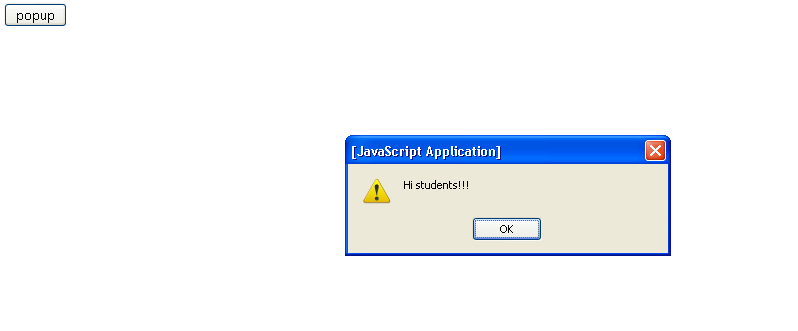 popup
[JavaScript Application]
Hi students!!!
OK